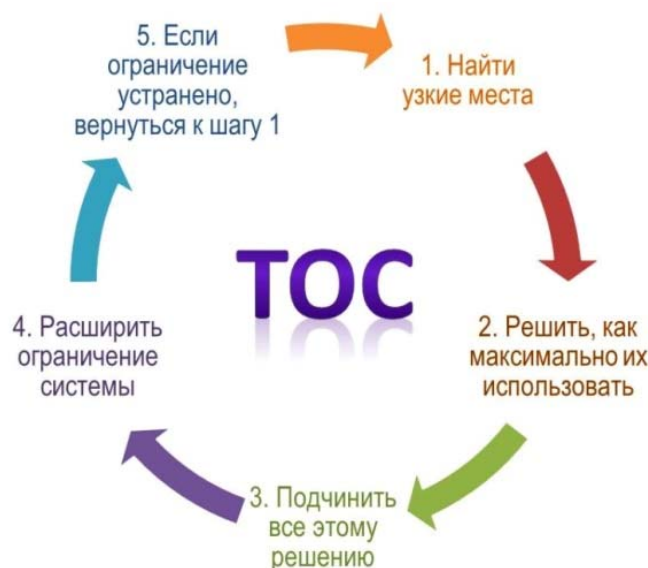 5. Если
ограничение
устранено,
вернуться к шагу 1
1. Найти
узкие места
TOC
2. Решить, как
максимально их
использовать
3. Подчинить
все этому
решению
4. Расширить
ограничение
системы